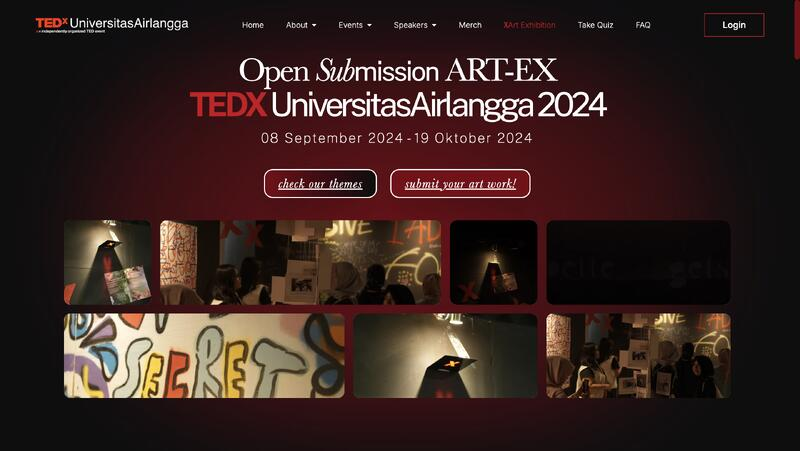 TEDx UniversitasAirlangga
x = independently organized TED event
Home
About
Events
Speakers
Merch
XArt Exhibition
Take Quiz
FAQ
Login
Open Submission ART-EX
TEDX UniversitasAirlangga 2024
08 September 2024 - 19 Oktober 2024
check our themes
submit your art work!
SECRET